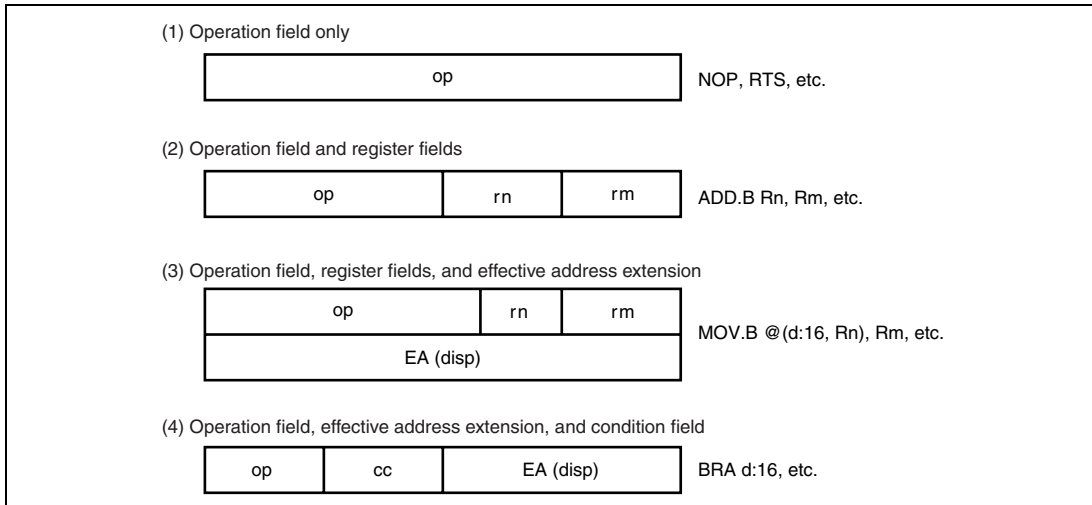 (1) Operation field only
op
NOP, RTS, etc.
(2) Operation field and register fields
op rn rm
ADD.B Rn, Rm, etc.
(3) Operation field, register fields, and effective address extension
op rn rm
EA (disp)
MOV.B @(d:16, Rn), Rm, etc.
(4) Operation field, effective address extension, and condition field
op cc EA (disp)
BRA d:16, etc.